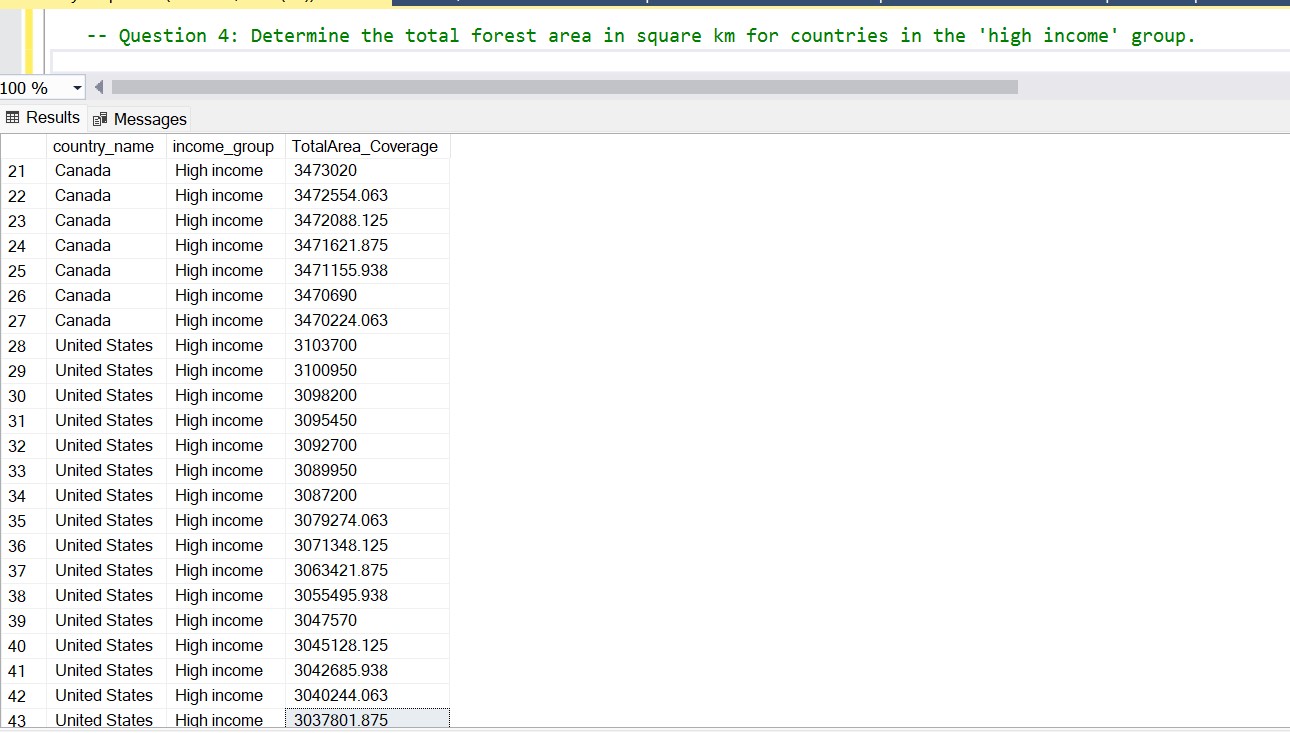 -- Question 4: Determine the total forest area in square km for countries in the 'high income' group.
100 %
Results Messages
country_name income_group TotalArea_Coverage
21 Canada High income 3473020
22 Canada High income 3472554.063
23 Canada High income 3472088.125
24 Canada High income 3471621.875
25 Canada High income 3471155.938
26 Canada High income 3470690
27 Canada High income 3470224.063
28 United States High income 3103700
29 United States High income 3100950
30 United States High income 3098200
31 United States High income 3095450
32 United States High income 3092700
33 United States High income 3089950
34 United States High income 3087200
35 United States High income 3079274.063
36 United States High income 3071348.125
37 United States High income 3063421.875
38 United States High income 3055495.938
39 United States High income 3047570
40 United States High income 3045128.125
41 United States High income 3042685.938
42 United States High income 3040244.063
43 United States High income 3037801.875